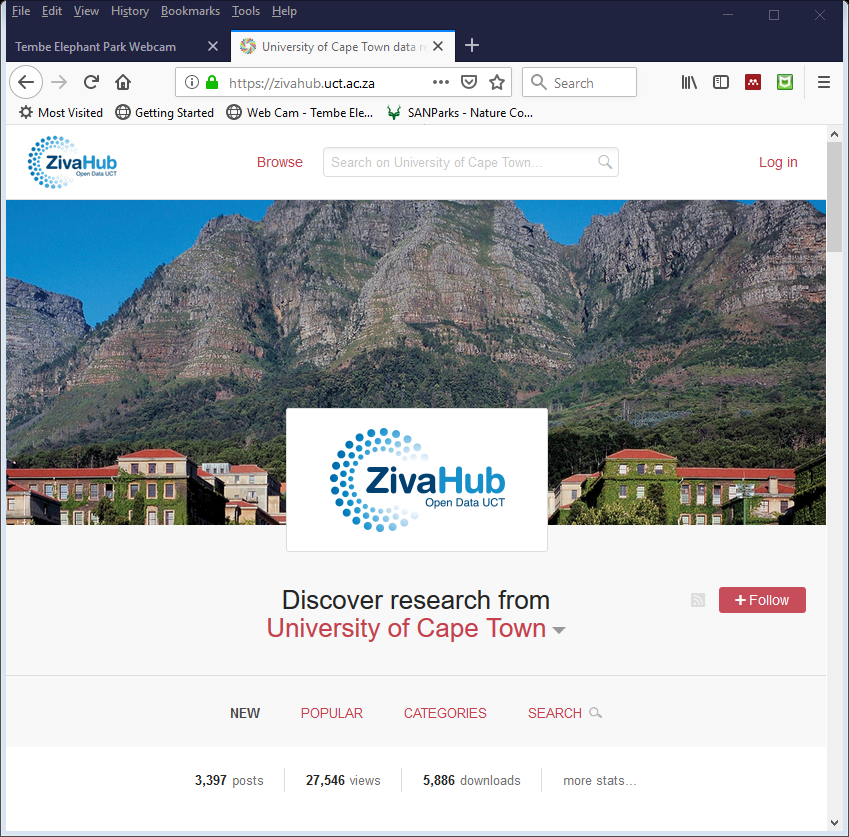 File Edit View History Bookmarks Tools Help
Tembe Elephant Park Webcam
University of Cape Town data re
https://zivahub.uct.ac.za
Search
Most Visited Getting Started Web Cam - Tembe Ele... SANParks - Nature Co...
ZivaHub
Open Data UCT
Browse
Search on University of Cape Town...
Log in
ZivaHub
Open Data UCT
Discover research from
University of Cape Town
+ Follow
NEW POPULAR CATEGORIES SEARCH
3,397 posts 27,546 views 5,886 downloads more stats...